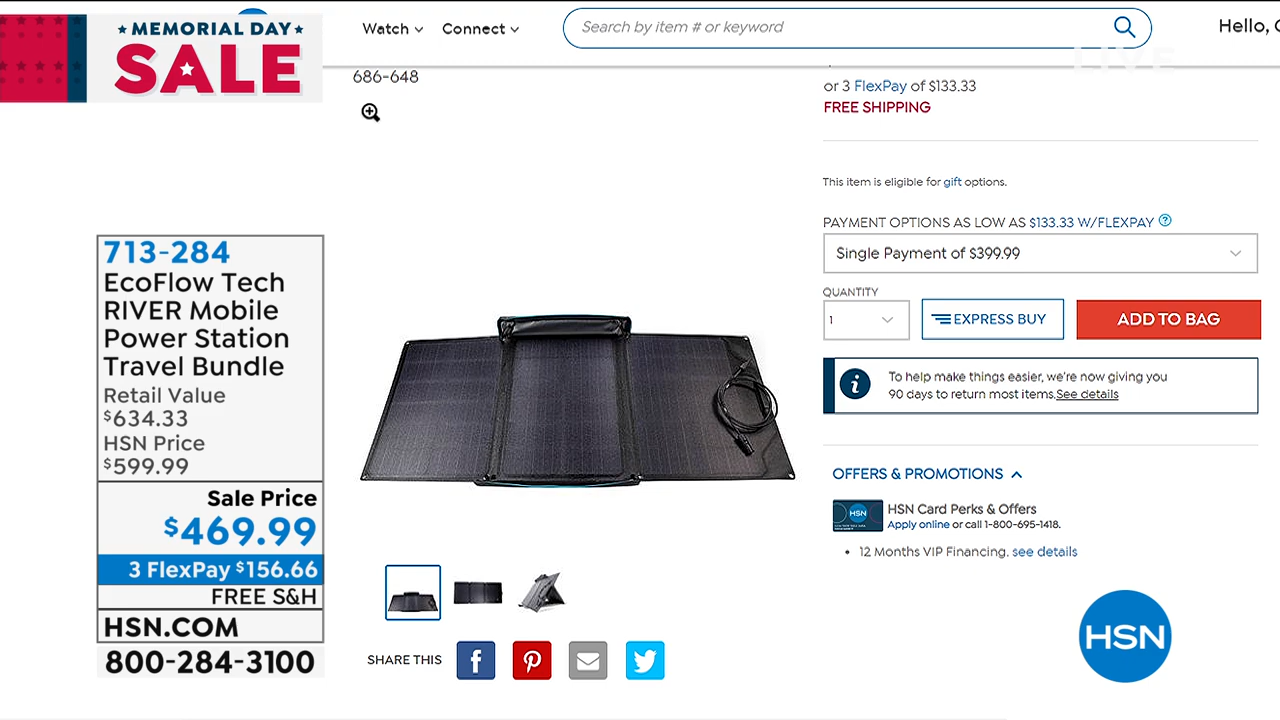 MEMORIAL DAY
SALE
Watch
Connect
Search by item # or keyword
Hello,
LIVE
686-648
or 3 FlexPay of $133.33
FREE SHIPPING
This item is eligible for gift options.
PAYMENT OPTIONS AS LOW AS $133.33 W/FLEXPAY ?
Single Payment of $399.99
QUANTITY
1
EXPRESS BUY
ADD TO BAG
i
To help make things easier, we're now giving you
90 days to return most items.See details
OFFERS & PROMOTIONS
HSN
HSN Card Perks & Offers
Apply online or call 1-800-695-1418.
• 12 Months VIP Financing. see details
713-284
EcoFlow Tech
RIVER Mobile
Power Station
Travel Bundle
Retail Value
$634.33
HSN Price
$599.99
Sale Price
$469.99
3 FlexPay $156.66
FREE S&H
HSN.COM
800-284-3100
SHARE THIS
HSN